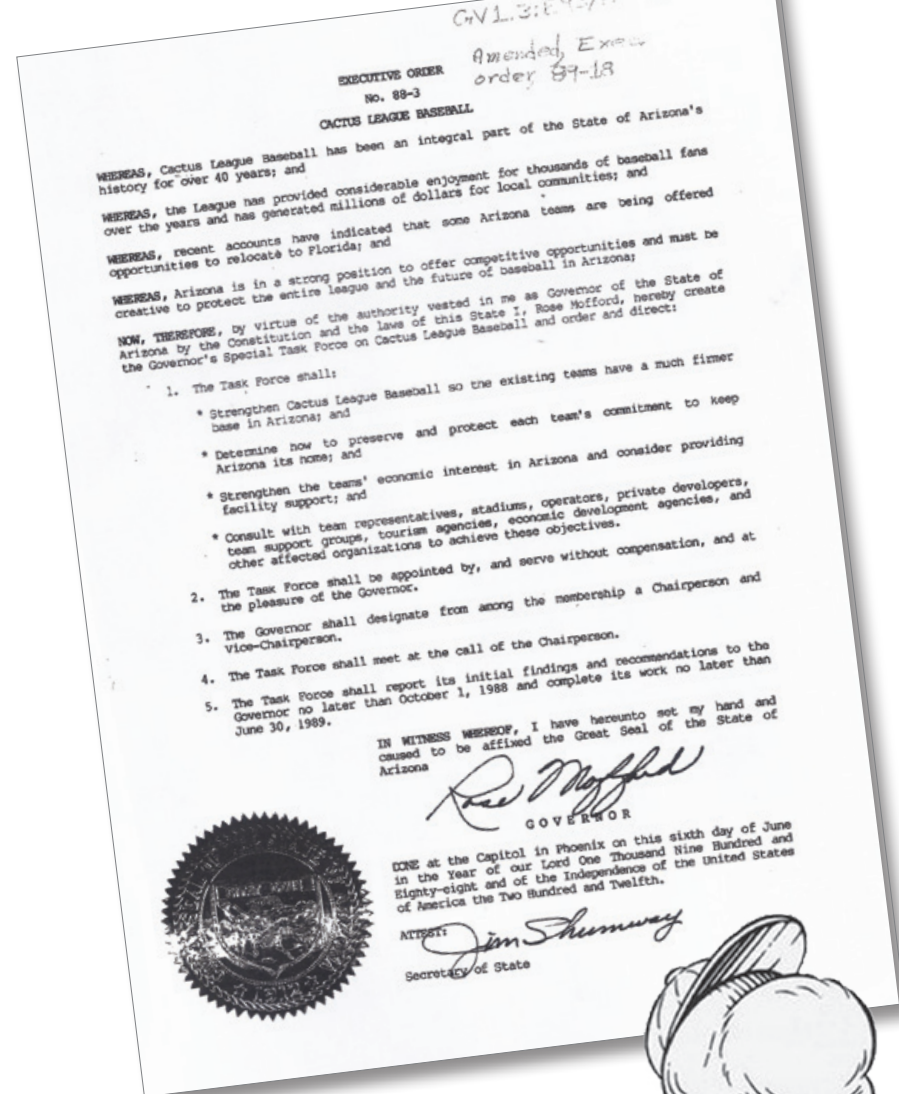 GV1.3:
Amended, Exec
order 89-18
EXECUTIVE ORDER
No. 88-3
CACTUS LEAGUE BASEBALL
WHEREAS, Cactus League Baseball has been an integral part of the State of Arizona's
history for over 40 years; and
WHEREAS, the League has provided considerable enjoyment for thousands of baseball fans
over the years and has generated millions of dollars for local communities; and
WHEREAS, recent accounts have indicated that some Arizona teams are being offered
opportunities to relocate to Florida; and
WHEREAS, Arizona is in a strong position to offer competitive opportunities and must be
creative to protect the entire league and the future of baseball in Arizona;
NOW, THEREFORE, by virtue of the authority vested in me as Governor of the State of
Arizona by the Constitution and the laws of this State I, Rose Mofford, hereby create
the Governor's Special Task Force on Cactus League Baseball and order and direct:
1. The Task Force shall:
* Strengthen Cactus League Baseball so the existing teams have a much firmer
base in Arizona; and
* Determine how to preserve and protect each team's commitment to keep
Arizona its home; and
* Strengthen the teams' economic interest in Arizona and consider providing
facility support; and
* Consult with team representatives, stadiums, operators, private developers,
team support groups, tourism agencies, economic development agencies, and
other affected organizations to achieve these objectives.
2. The Task Force shall be appointed by, and serve without compensation, and at
the pleasure of the Governor.
3. The Governor shall designate from among the membership a Chairperson and
vice-Chairperson.
4. The Task Force shall meet at the call of the Chairperson.
5. The Task Force shall report its initial findings and recommendations to the
Governor no later than October 1, 1988 and complete its work no later than
June 30, 1989.
IN WITNESS WHEREOF, I have hereunto set my hand and
caused to be affixed the Great Seal of the State of
Arizona
Rose Mofford
GOVERNOR
DONE at the Capitol in Phoenix on this sixth day of June
in the Year of our Lord One Thousand Nine Hundred and
Eighty-eight and of the Independence of the United States
of America the Two Hundred and Twelfth.
ATTEST:
Jim Shumway
Secretary of State